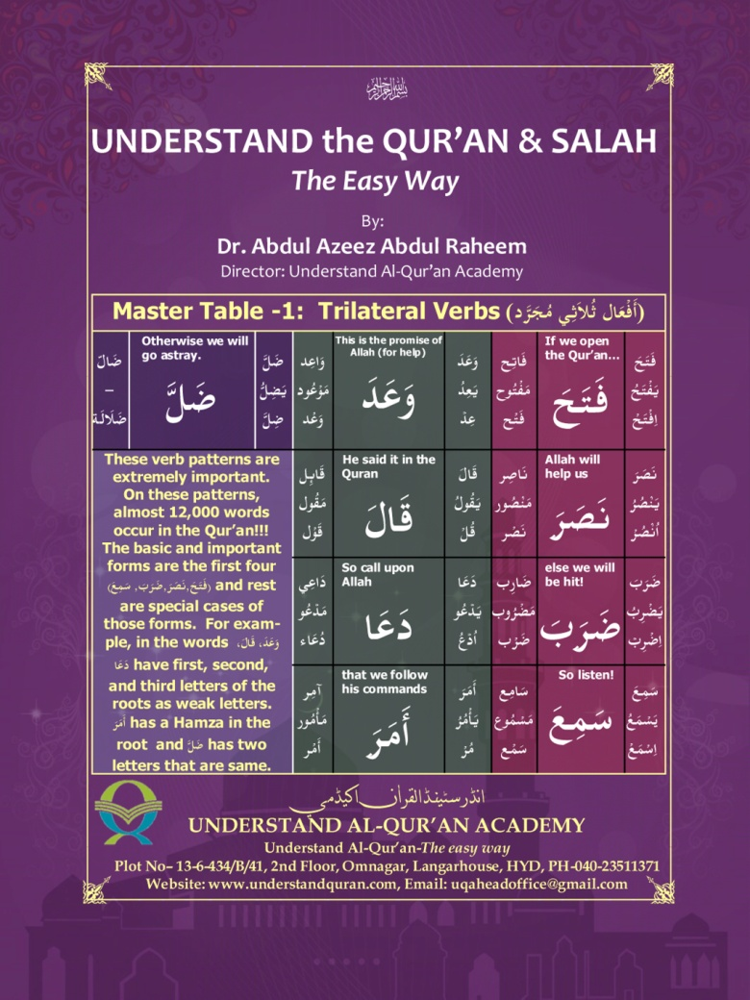 بسم الله الرحمن الرحيم
UNDERSTAND the QUR’AN & SALAH
The Easy Way
By:
Dr. Abdul Azeez Abdul Raheem
Director: Understand Al-Qur’an Academy
Master Table -1: Trilateral Verbs (أَفْعَال ثُلاَثِي مُجَرَّد)
فَتَحَ
يَفْتَحُ
اِفْتَحْ
If we open
the Qur’an...
فَتَحَ
فَاتِح
مَفْتُوح
فَتْح
نَصَرَ
يَنْصُرُ
اُنْصُرْ
Allah will
help us
نَصَرَ
نَاصِر
مَنْصُور
نَصْر
ضَرَبَ
يَضْرِبُ
اِضْرِبْ
else we will
be hit!
ضَرَبَ
ضَارِب
مَضْرُوب
ضَرْب
سَمِعَ
يَسْمَعُ
اِسْمَعْ
So listen!
سَمِعَ
سَامِع
مَسْمُوع
سَمْع
وَعَدَ
يَعِدُ
عِدْ
This is the promise of
Allah (for help)
وَعَدَ
وَاعِد
مَوْعُود
وَعْد
قَالَ
يَقُولُ
قُلْ
He said it in the
Quran
قَالَ
قَايِل
مَقُول
قَوْل
دَعَا
يَدْعُو
اُدْعُ
So call upon
Allah
دَعَا
دَاعِي
مَدْعُو
دُعَاء
أَمَرَ
يَأْمُرُ
مُرْ
that we follow
his commands
أَمَرَ
آمِر
مَأْمُور
أَمْر
ضَلَّ
يَضِلُّ
ضِلَّ
Otherwise we will
go astray.
ضَلَّ
ضَالّ
–
ضَلَالَة
These verb patterns are
extremely important.
On these patterns,
almost 12,000 words
occur in the Qur’an!!!
The basic and important
forms are the first four
(فَتَحَ, نَصَرَ, ضَرَبَ, سَمِعَ) and rest
are special cases of
those forms. For exam-
ple, in the words وَعَدَ، قَالَ،
دَعَا have first, second,
and third letters of the
roots as weak letters.
أَمَرَ has a Hamza in the
root and ضَلَّ has two
letters that are same.
انڈرسٹینڈ القرآن اکیڈمی
UNDERSTAND AL-QUR’AN ACADEMY
Understand Al-Qur’an-The easy way
Plot No– 13-6-434/B/41, 2nd Floor, Omnagar, Langarhouse, HYD, PH-040-23511371
Website: www.understandquran.com, Email: uqaheadoffice@gmail.com